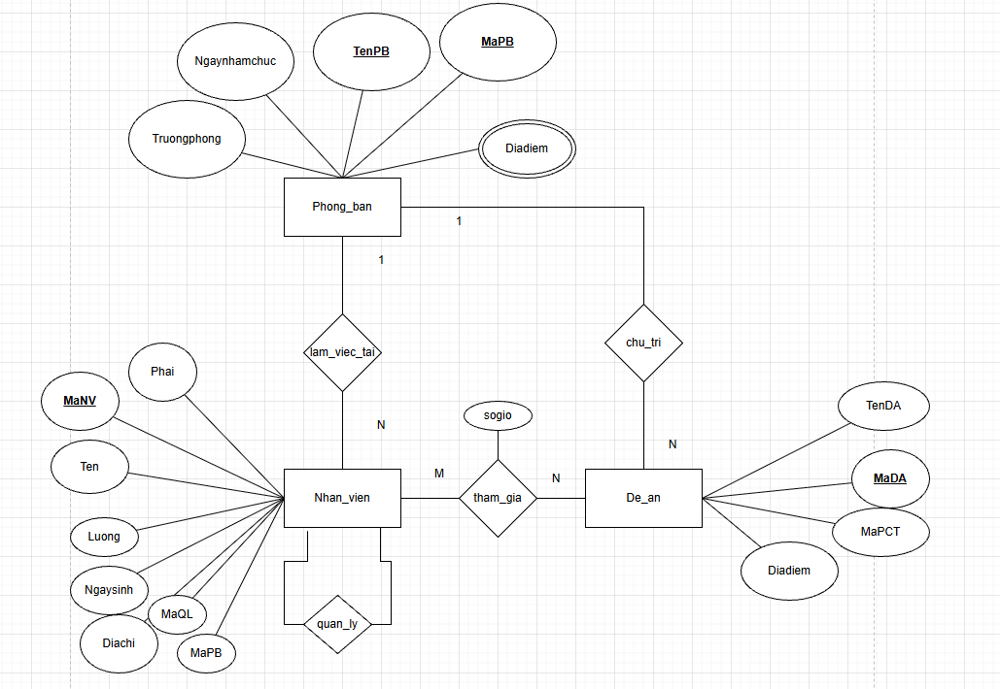 MaPB
TenPB
Ngaynhamchuc
Truongphong
Diadiem
Phong_ban
1
1
chu_tri
lam_viec_tai
Phai
MaNV
TenDA
sogio
N
N
Ten
M
N
MaDA
Nhan_vien
tham_gia
De_an
Luong
MaPCT
Diadiem
Ngaysinh
MaQL
quan_ly
Diachi
MaPB